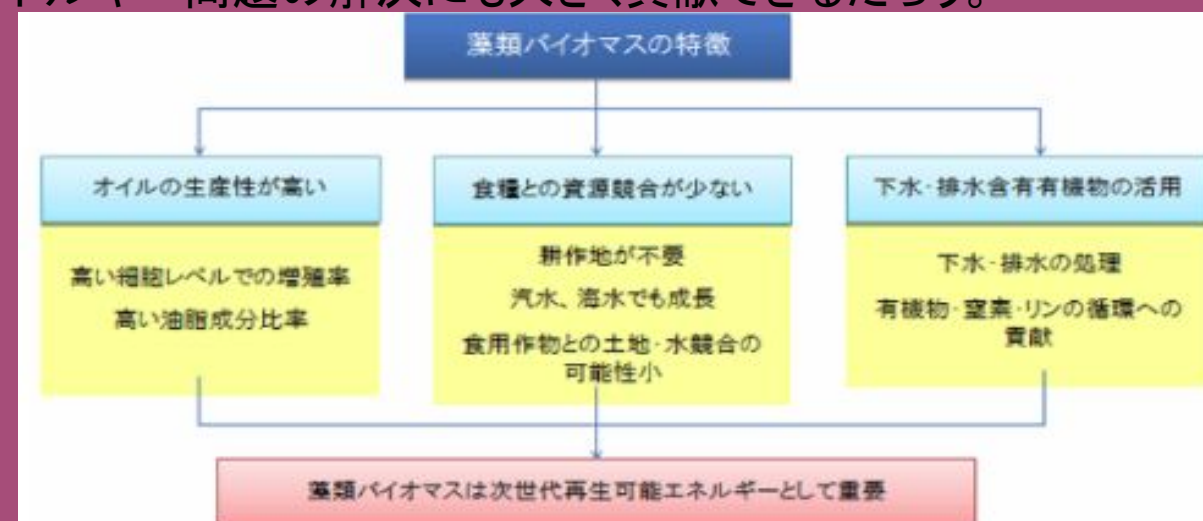 ネルギー問題の解決にも大きく貢献できるだろう。
藻類バイオマスの特徴
オイルの生産性が高い
高い細胞レベルでの増殖率
高い油脂成分比率
食糧との資源競合が少ない
耕作地が不要
汽水、海水でも成長
食用作物との土地・水競合の
可能性小
下水・排水含有有機物の活用
下水・排水の処理
有機物・窒素・リンの循環への
貢献
藻類バイオマスは次世代再生可能エネルギーとして重要